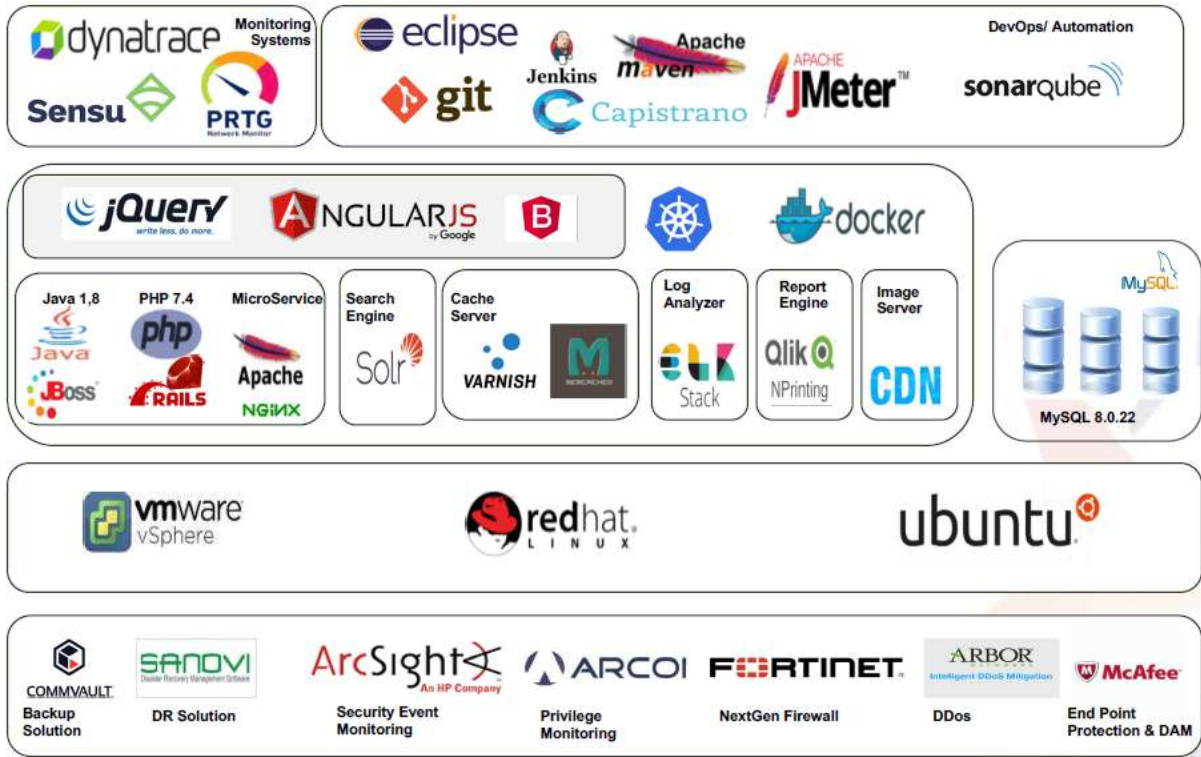 dynatrace
Monitoring
Systems
Sensu
PRTG
Network Monitor
eclipse
git
Jenkins
Apache
maven
Capistrano
APACHE
JMeter™
DevOps/ Automation
sonarqube
jQuery
write less, do more.
ANGULARJS
by Google
B
docker
Java 1,8
PHP 7.4
MicroService
Java
php
JBoss
RAILS
Apache
NGINX
Search
Engine
Solr
Cache
Server
VARNISH
M
Log
Analyzer
ELK
Stack
Report
Engine
Qlik
NPrinting
Image
Server
CDN
MySQL
MySQL 8.0.22
vmware®
vSphere
redhat®
LINUX
ubuntu
COMMVAULT
Backup
Solution
SANOVI
Disaster Recovery Management Software
DR Solution
ArcSight
An HP Company
Security Event
Monitoring
ARCOI
Privilege
Monitoring
FORTINET
NextGen Firewall
ARBOR
NETWORKS
Intelligent DDoS Mitigation
DDos
McAfee
End Point
Protection & DAM